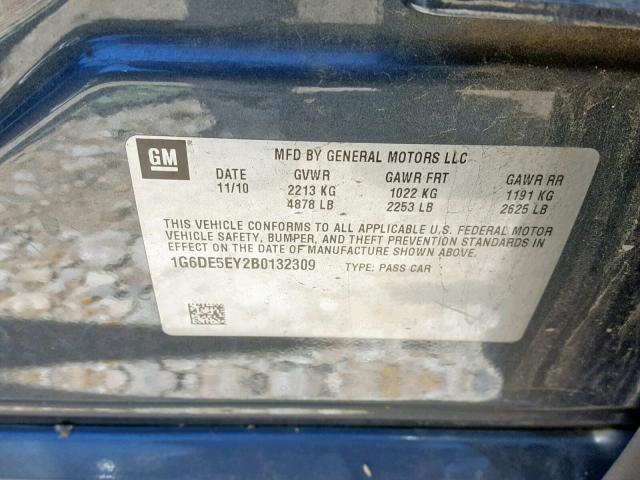 GM MFD BY GENERAL MOTORS LLC
DATE GVWR GAWR FRT GAWR RR
11/10 2213 KG 1022 KG 1191 KG
4878 LB 2253 LB 2625 LB
THIS VEHICLE CONFORMS TO ALL APPLICABLE U.S. FEDERAL MOTOR
VEHICLE SAFETY, BUMPER, AND THEFT PREVENTION STANDARDS IN
EFFECT ON THE DATE OF MANUFACTURE SHOWN ABOVE.
1G6DE5EY2B0132309 TYPE: PASS CAR